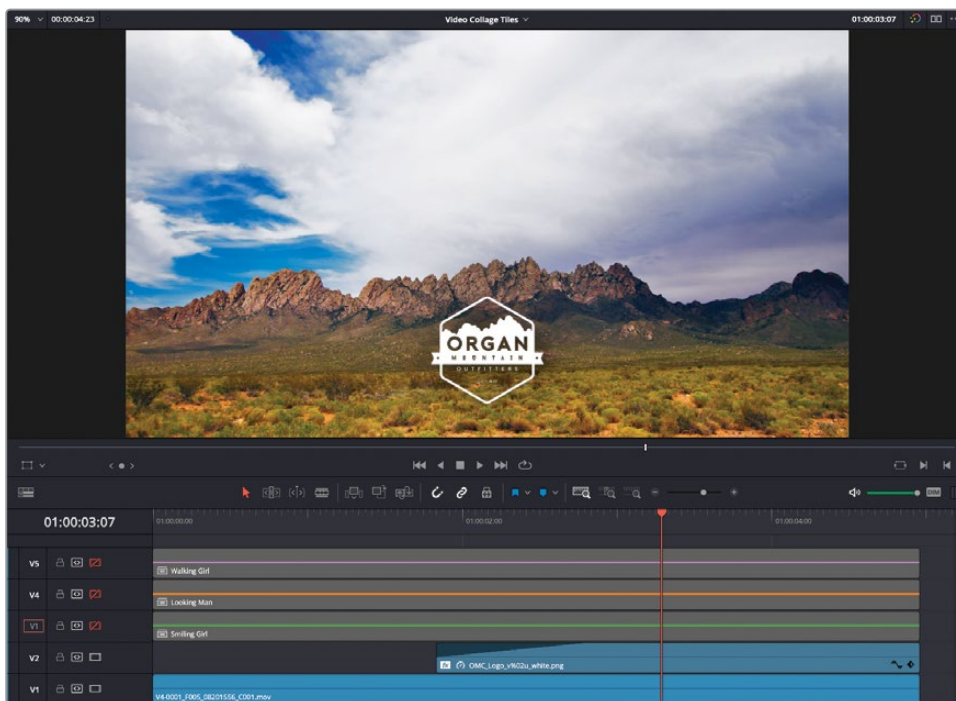 90% 00:00:04:23 Video Collage Tiles 01:00:03:07
ORGAN
MOUNTAIN
OUTFITTERS
DIM
01:00:03:07 01:00:00:00 01:00:02:00 01:00:04:00
V5
Walking Girl
V4
Looking Man
V1
Smiling Girl
V2 OMC_Logo_v%02u_white.png
V1
V4-0001_F005_08201556_C001.mov